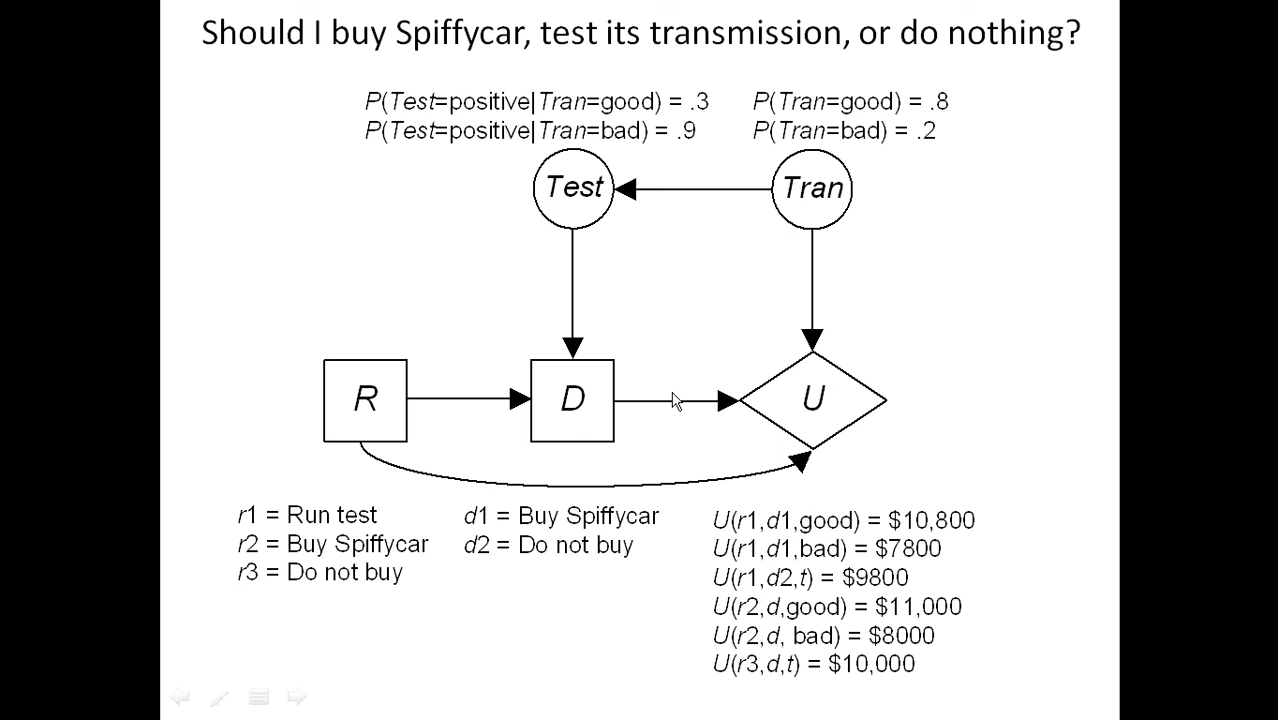 Should I buy Spiffycar, test its transmission, or do nothing?
P(Test=positive|Tran=good) = .3
P(Tran=good) = .8
P(Test=positive|Tran=bad) = .9
P(Tran=bad) = .2
Test
Tran
R
D
U
r1 = Run test
r2 = Buy Spiffycar
r3 = Do not buy
d1 = Buy Spiffycar
d2 = Do not buy
U(r1,d1,good) = $10,800
U(r1,d1,bad) = $7800
U(r1,d2,t) = $9800
U(r2,d,good) = $11,000
U(r2,d, bad) = $8000
U(r3,d,t) = $10,000